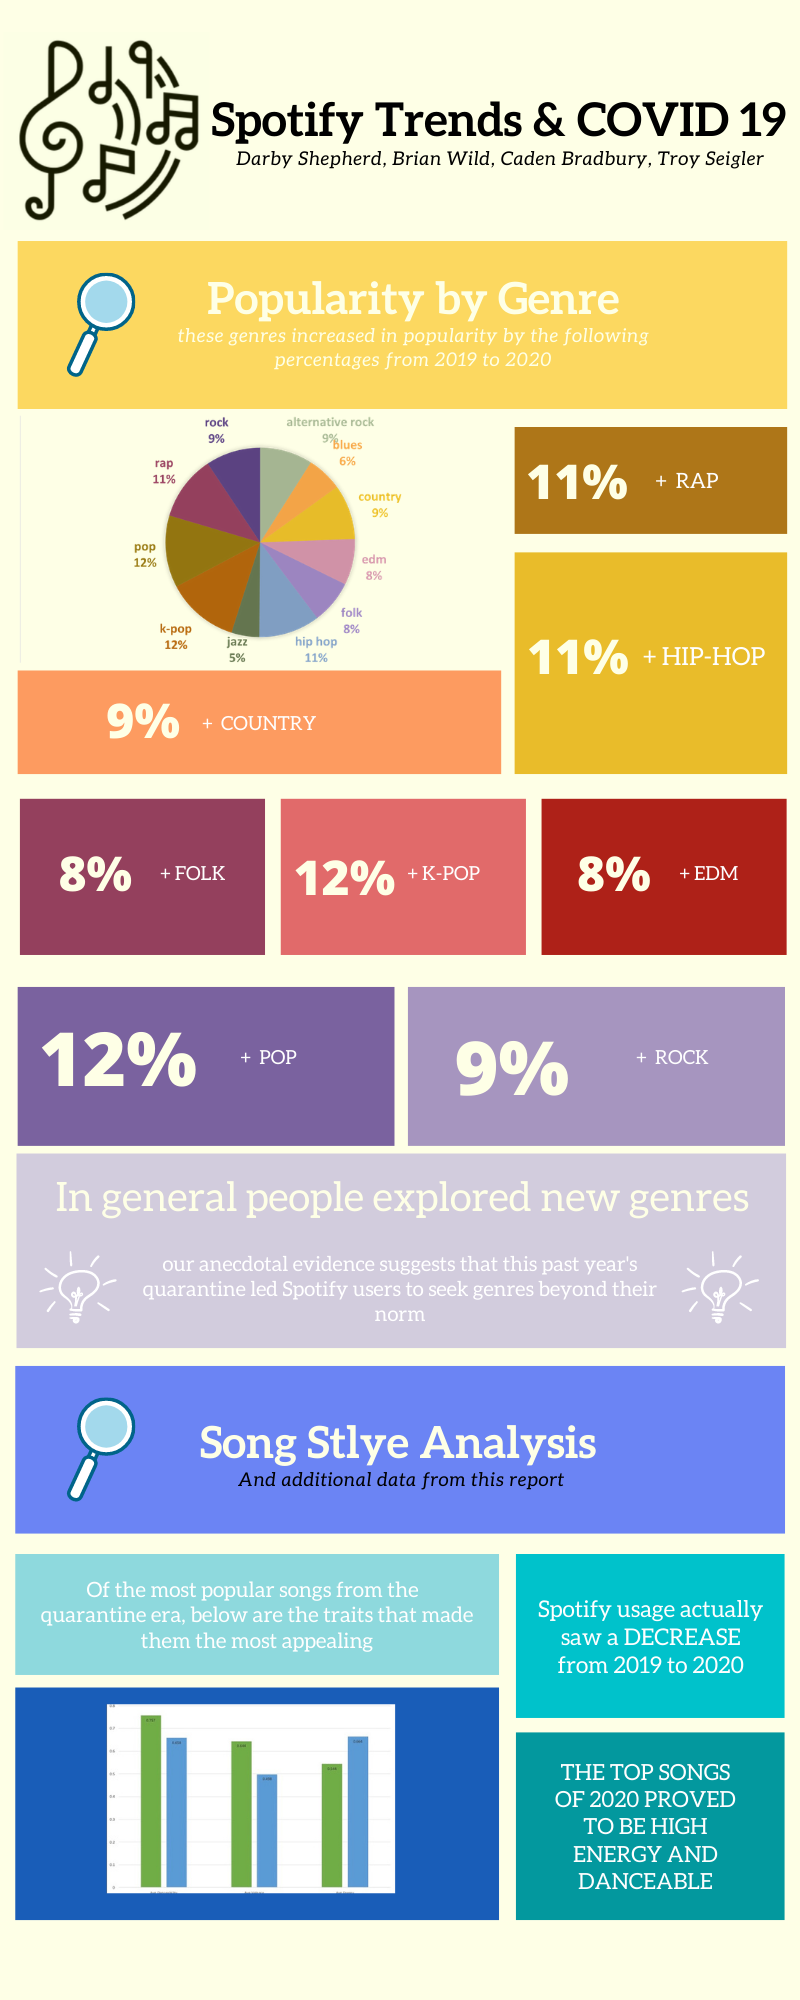 Spotify Trends & COVID 19
Darby Shepherd, Brian Wild, Caden Bradbury, Troy Seigler
Popularity by Genre
these genres increased in popularity by the following
percentages from 2019 to 2020
rock
9%
alternative rock
9%
blues
6%
rap
11%
country
9%
pop
12%
edm
8%
folk
8%
k-pop
12%
jazz
5%
hip hop
11%
11% + RAP
11% + HIP-HOP
9% + COUNTRY
8% + FOLK
12% + K-POP
8% + EDM
12% + POP
9% + ROCK
In general people explored new genres
our anecdotal evidence suggests that this past year's
quarantine led Spotify users to seek genres beyond their
norm
Song Stlye Analysis
And additional data from this report
Of the most popular songs from the
quarantine era, below are the traits that made
them the most appealing
Spotify usage actually
saw a DECREASE
from 2019 to 2020
THE TOP SONGS
OF 2020 PROVED
TO BE HIGH
ENERGY AND
DANCEABLE